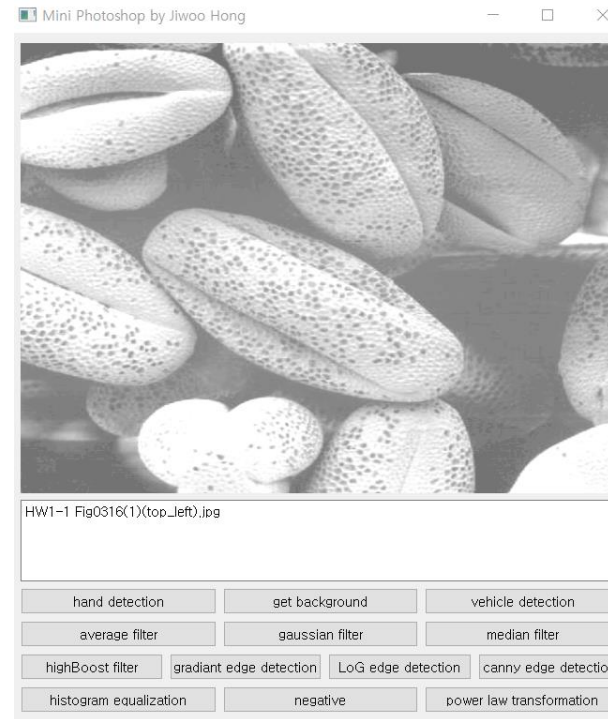 Mini Photoshop by Jiwoo Hong
HW1-1 Fig0316(1)(top_left).jpg
hand detection get background vehicle detection
average filter gaussian filter median filter
highBoost filter gradiant edge detection LoG edge detection canny edge detectio
histogram equalization negative power law transformation